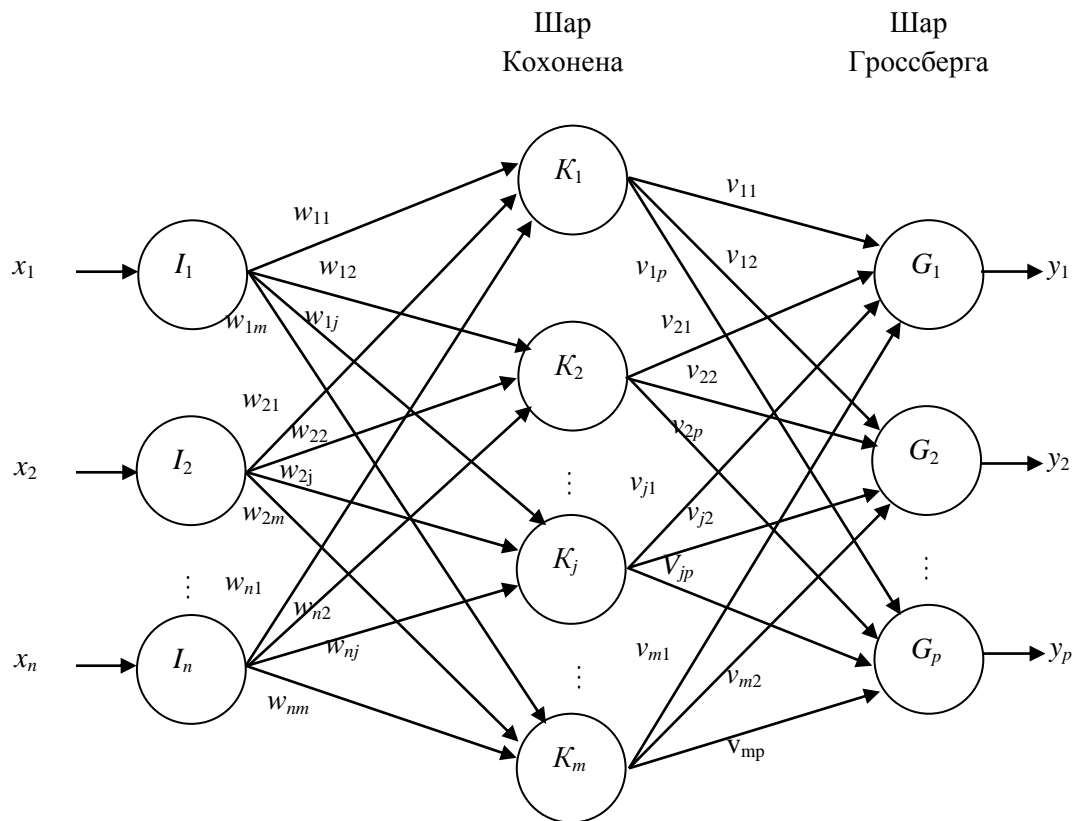 Шар
Кохонена
Шар
Гроссберга
K₁
w₁₁
v₁₁
x₁
I₁
w₁₂
v₁ₚ
v₁₂
G₁
y₁
w₁ₘ
w₁ⱼ
v₂₁
K₂
v₂₂
w₂₁
w₂₂
v₂ₚ
x₂
I₂
w₂ⱼ
G₂
y₂
⋮
vⱼ₁
w₂ₘ
vⱼ₂
Kⱼ
Vⱼₚ
⋮
⋮
wₙ₁
wₙ₂
xₙ
Iₙ
wₙⱼ
vₘ₁
Gₚ
yₚ
⋮
vₘ₂
wₙₘ
vₘₚ
Kₘ